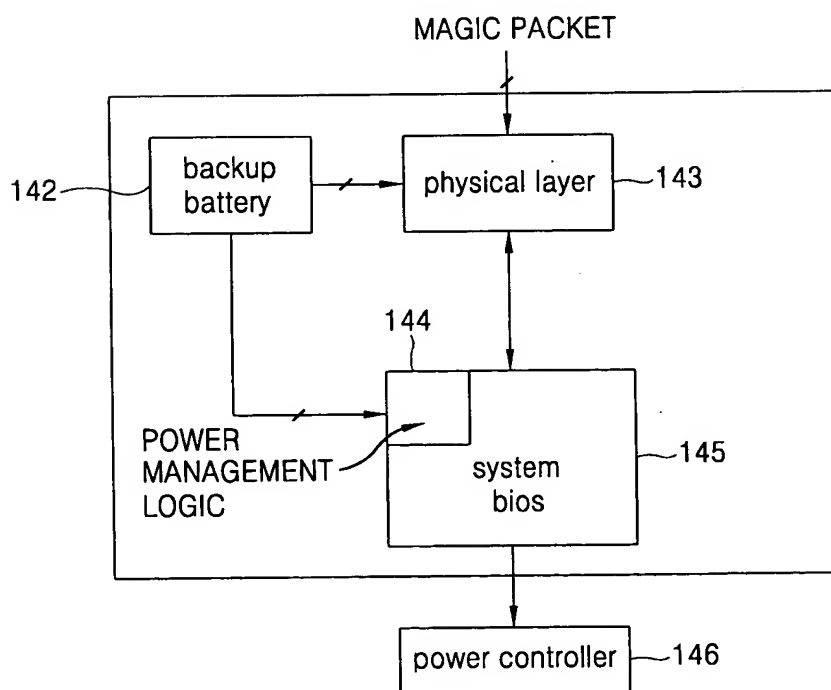 MAGIC PACKET
142
backup
battery
physical layer
143
144
POWER
MANAGEMENT
LOGIC
system
bios
145
power controller
146